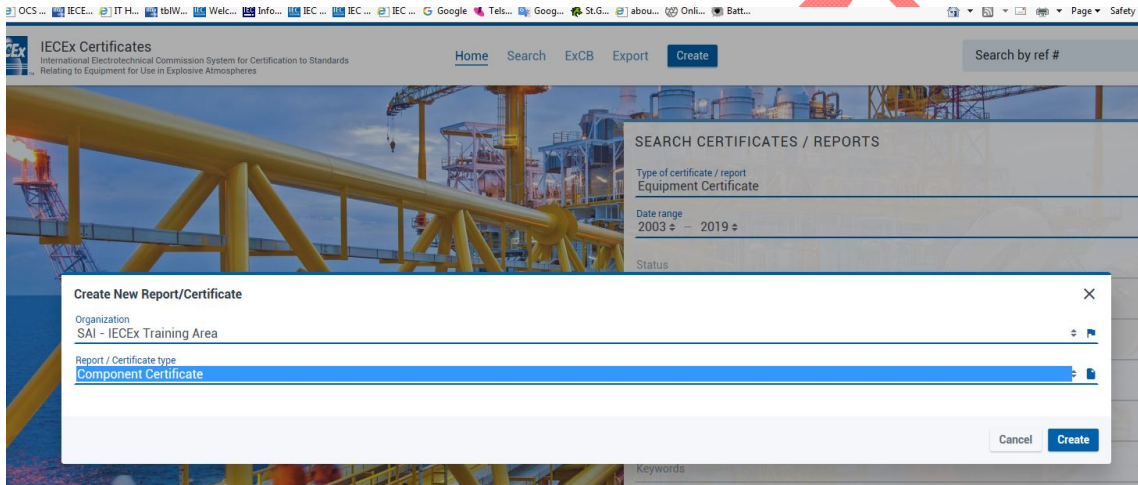 OCS ... IECE... IT H... tbIW... Welc... Info... IEC ... IEC ... IEC ... Google Tels... Goog... St.G... abou... Onli... Batt... Page Safety
IECEx Certificates
International Electrotechnical Commission System for Certification to Standards
Relating to Equipment for Use in Explosive Atmospheres
Home Search ExCB Export Create
Search by ref #
SEARCH CERTIFICATES / REPORTS
Type of certificate / report
Equipment Certificate
Date range
2003 – 2019
Status
Create New Report/Certificate
Organization
SAI - IECEx Training Area
Report / Certificate type
Component Certificate
Cancel Create
Keywords